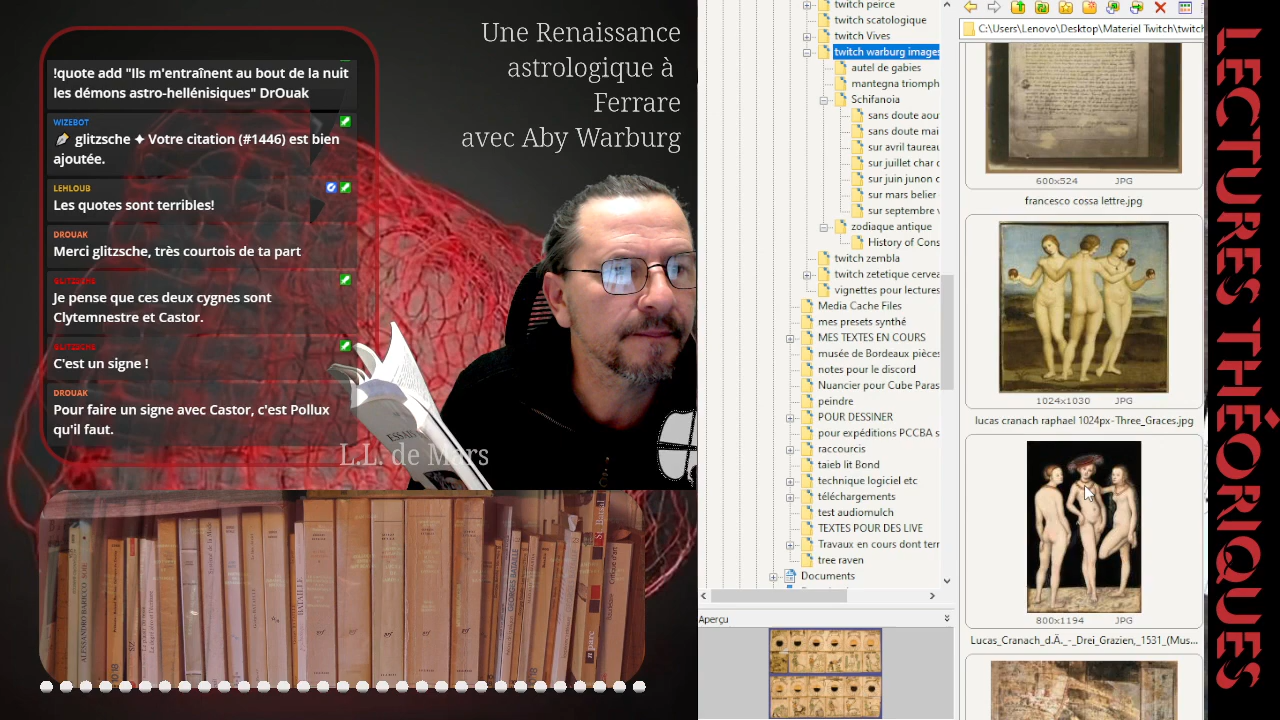 Une Renaissance
astrologique à
Ferrare
avec Aby Warburg
!quote add "Ils m'entraînent au bout de la nuit
les démons astro-hellénisiques" DrOuak
WIZEBOT
glitzsche ✦ Votre citation (#1446) est bien
ajoutée.
LEHLOUB
Les quotes sont terribles!
DROUAK
Merci glitzsche, très courtois de ta part
GLITZSCHE
Je pense que ces deux cygnes sont
Clytemnestre et Castor.
GLITZSCHE
C'est un signe !
DROUAK
Pour faire un signe avec Castor, c'est Pollux
qu'il faut.
L.L. de Mars
ESSAIS
twitch peirce
twitch scatologique
twitch Vives
twitch warburg images
autel de gabies
mantegna triomph
Schifanoia
sans doute aou
sans doute mai
sur avril taureau
sur juillet char c
sur juin junon c
sur mars belier
sur septembre v
zodiaque antique
History of Cons
twitch zembla
twitch zetetique cervea
vignettes pour lectures
Media Cache Files
mes presets synthé
MES TEXTES EN COURS
musée de Bordeaux pièces
notes pour le discord
Nuancier pour Cube Paras
peindre
POUR DESSINER
pour expéditions PCCBA s
raccourcis
taieb lit Bond
technique logiciel etc
téléchargements
test audiomulch
TEXTES POUR DES LIVE
Travaux en cours dont terr
tree raven
Documents
Aperçu
C:\Users\Lenovo\Desktop\Materiel Twitch\twitch
600x524 JPG
francesco cossa lettre.jpg
1024x1030 JPG
lucas cranach raphael 1024px-Three_Graces.jpg
800x1194 JPG
Lucas_Cranach_d.Ä._-_Drei_Grazien,_1531_(Mus...
LECTURES THÉORIQUES